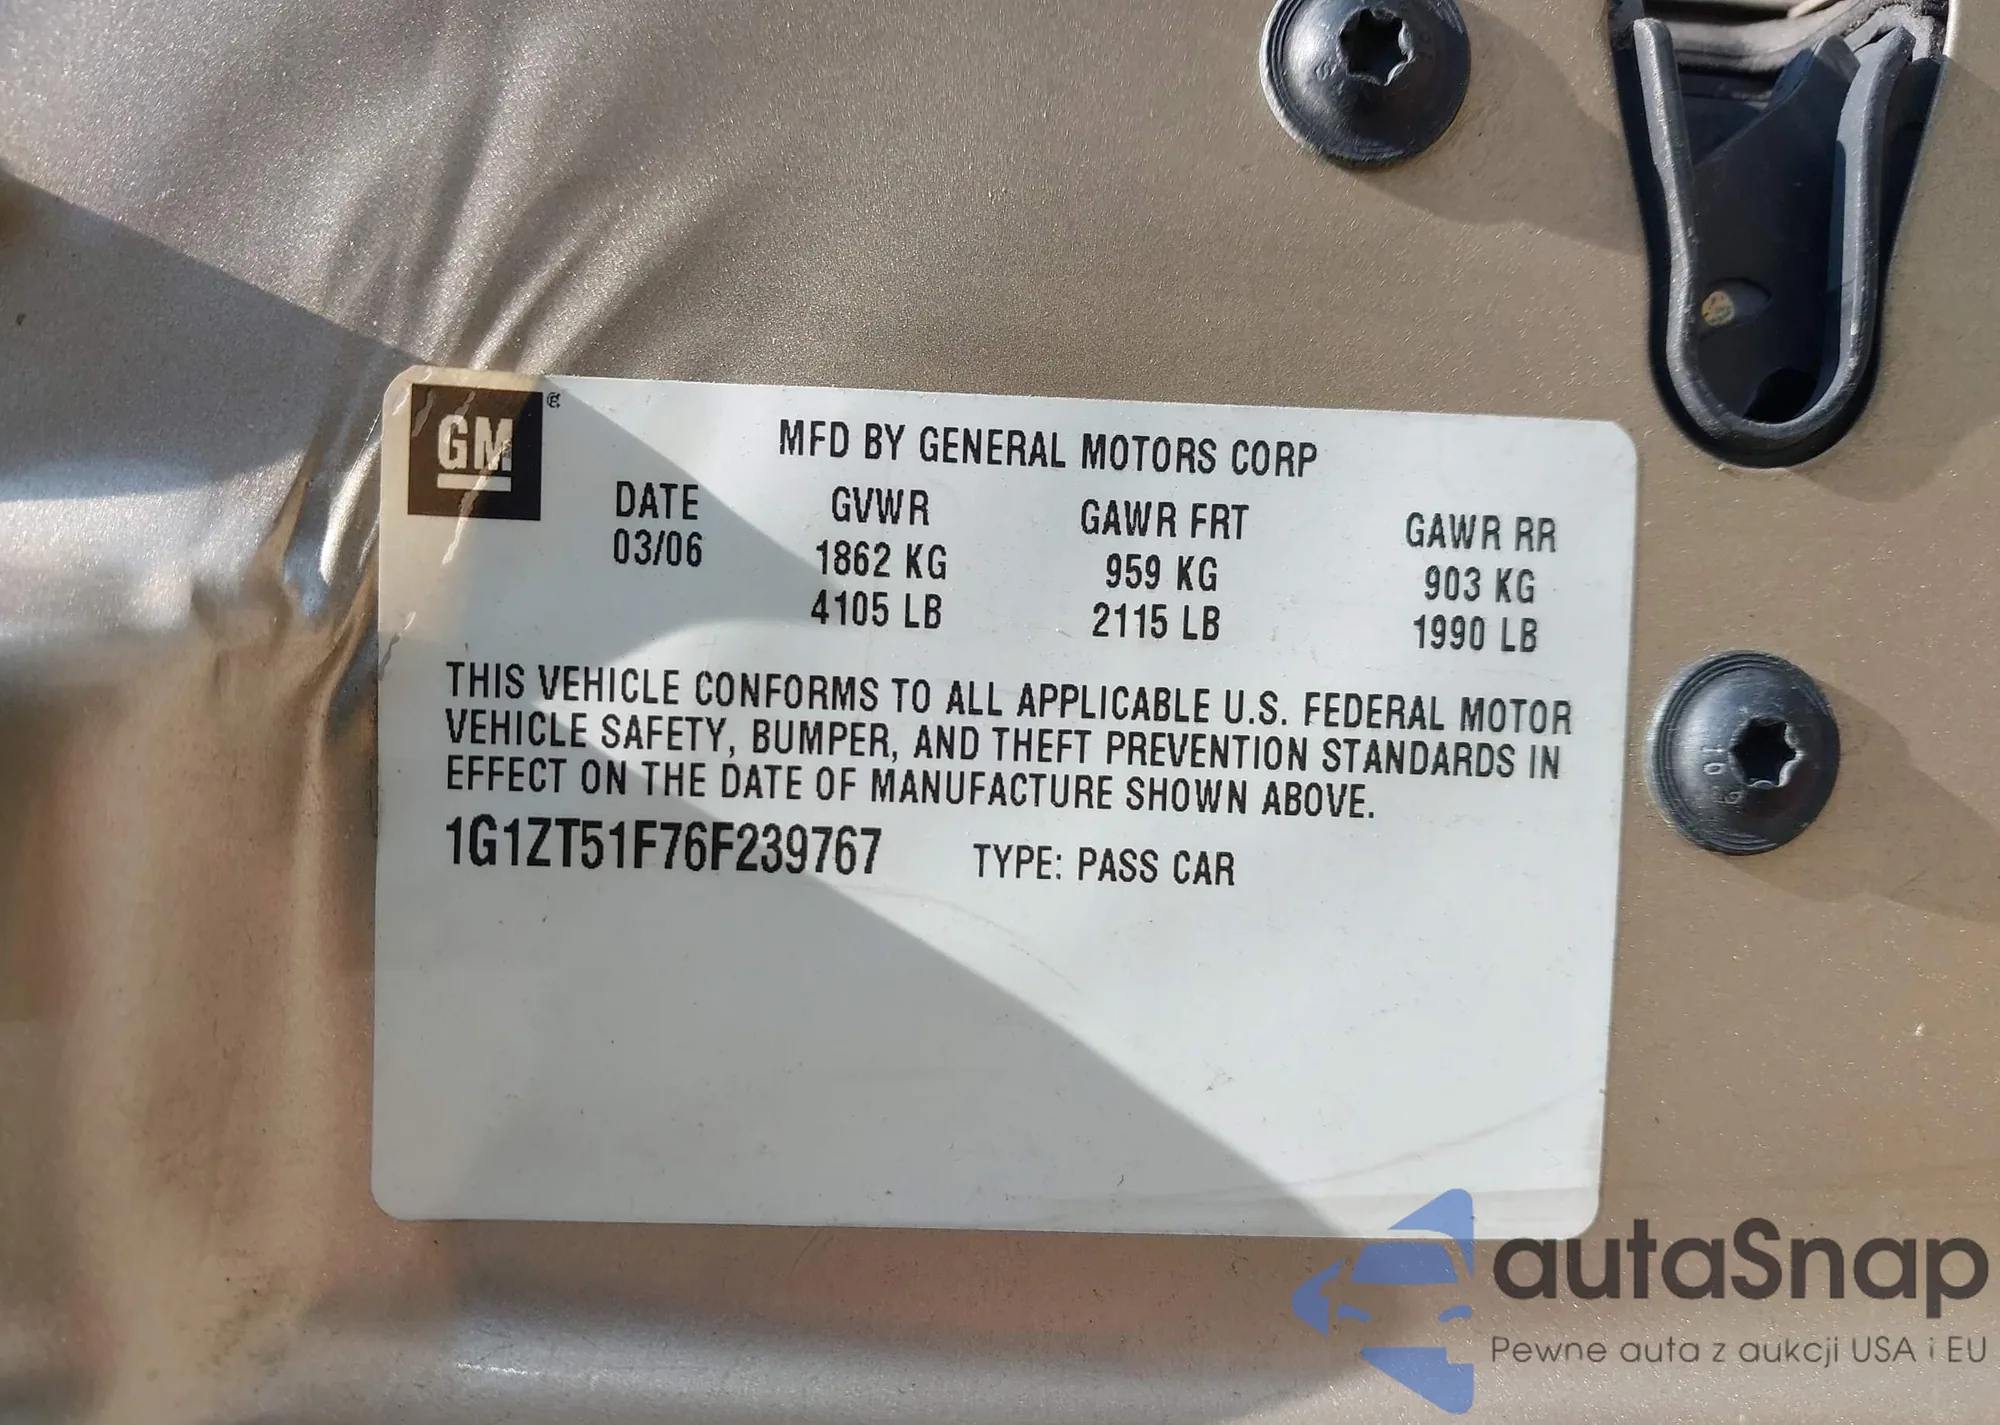 GM
MFD BY GENERAL MOTORS CORP
DATE GVWR GAWR FRT GAWR RR
03/06 1862 KG 959 KG 903 KG
4105 LB 2115 LB 1990 LB
THIS VEHICLE CONFORMS TO ALL APPLICABLE U.S. FEDERAL MOTOR
VEHICLE SAFETY, BUMPER, AND THEFT PREVENTION STANDARDS IN
EFFECT ON THE DATE OF MANUFACTURE SHOWN ABOVE.
1G1ZT51F76F239767 TYPE: PASS CAR
autaSnap
Pewne auta z aukcji USA i EU